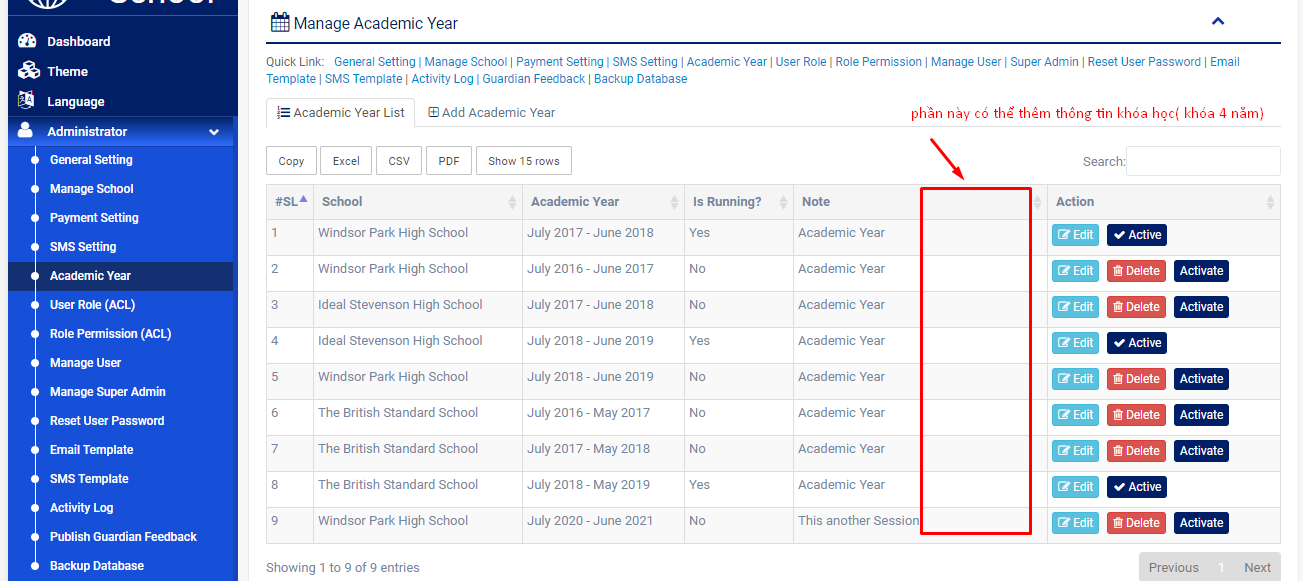 Manage Academic Year
Quick Link: General Setting | Manage School | Payment Setting | SMS Setting | Academic Year | User Role | Role Permission | Manage User | Super Admin | Reset User Password | Email
Template | SMS Template | Activity Log | Guardian Feedback | Backup Database
Academic Year List Add Academic Year
phần này có thể thêm thông tin khóa học( khóa 4 năm)
Copy Excel CSV PDF Show 15 rows Search:
#SL School Academic Year Is Running? Note Action
1 Windsor Park High School July 2017 - June 2018 Yes Academic Year Edit Active
2 Windsor Park High School July 2016 - June 2017 No Academic Year Edit Delete Activate
3 Ideal Stevenson High School July 2017 - June 2018 No Academic Year Edit Delete Activate
4 Ideal Stevenson High School July 2018 - June 2019 Yes Academic Year Edit Active
5 Windsor Park High School July 2018 - June 2019 No Academic Year Edit Delete Activate
6 The British Standard School July 2016 - May 2017 No Academic Year Edit Delete Activate
7 The British Standard School July 2017 - May 2018 No Academic Year Edit Delete Activate
8 The British Standard School July 2018 - May 2019 Yes Academic Year Edit Active
9 Windsor Park High School July 2020 - June 2021 No This another Session Edit Delete Activate
Showing 1 to 9 of 9 entries Previous 1 Next
Dashboard
Theme
Language
Administrator
General Setting
Manage School
Payment Setting
SMS Setting
Academic Year
User Role (ACL)
Role Permission (ACL)
Manage User
Manage Super Admin
Reset User Password
Email Template
SMS Template
Activity Log
Publish Guardian Feedback
Backup Database